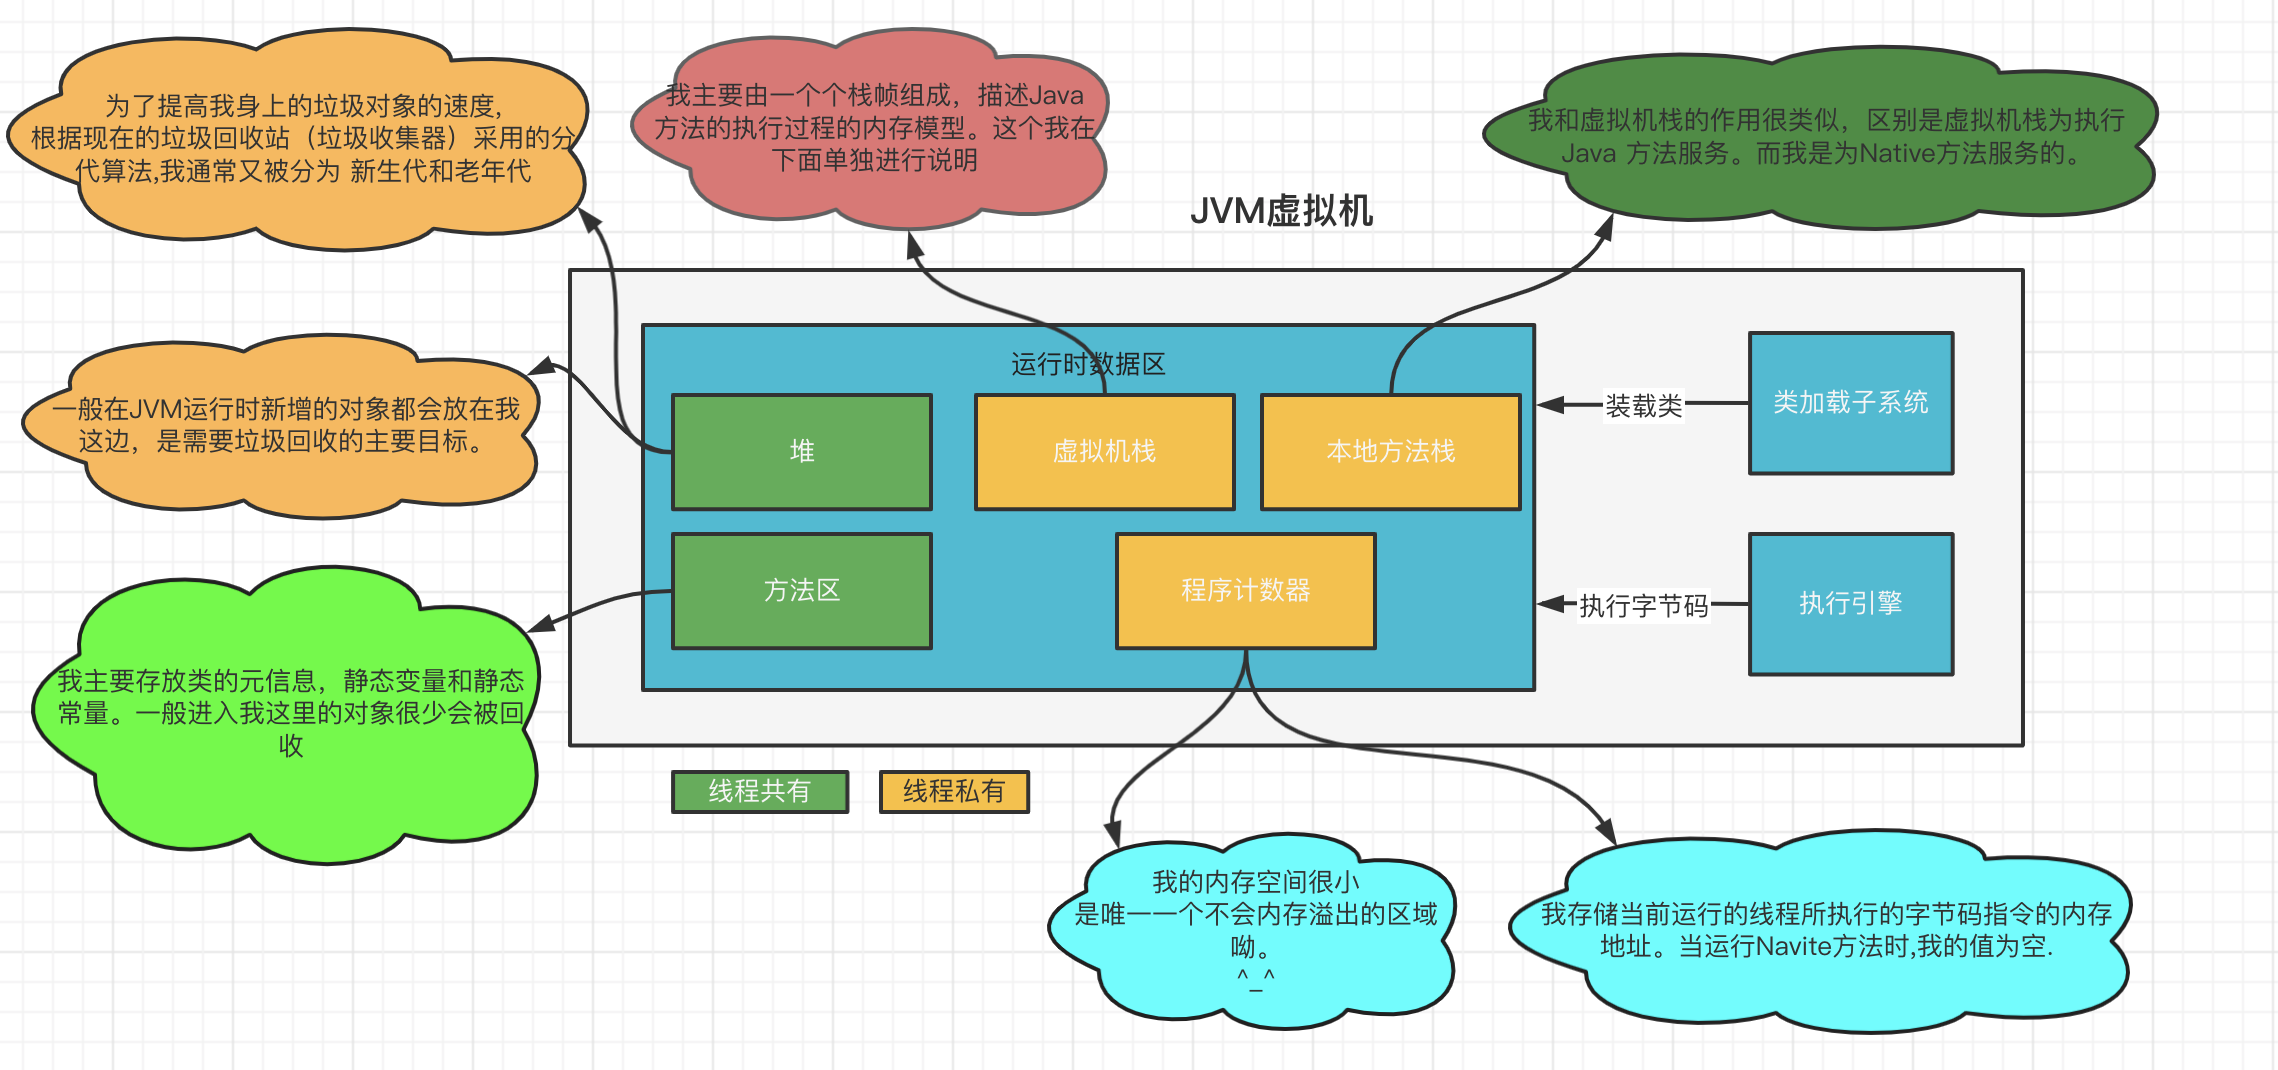 为了提高我身上的垃圾对象的速度,
根据现在的垃圾回收站（垃圾收集器）采用的分
代算法,我通常又被分为 新生代和老年代
我主要由一个个栈帧组成，描述Java
方法的执行过程的内存模型。这个我在
下面单独进行说明
我和虚拟机栈的作用很类似，区别是虚拟机栈为执行
Java 方法服务。而我是为Native方法服务的。
JVM虚拟机
一般在JVM运行时新增的对象都会放在我
这边，是需要垃圾回收的主要目标。
运行时数据区
堆
虚拟机栈
本地方法栈
装载类
类加载子系统
方法区
程序计数器
执行字节码
执行引擎
我主要存放类的元信息，静态变量和静态
常量。一般进入我这里的对象很少会被回
收
线程共有
线程私有
我的内存空间很小
是唯一一个不会内存溢出的区域
呦。
^_^
我存储当前运行的线程所执行的字节码指令的内存
地址。当运行Navite方法时,我的值为空.